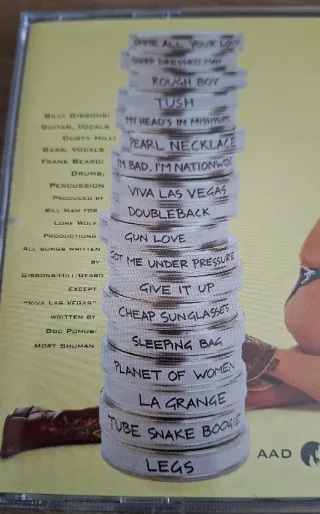 GIMME ALL YOUR LOVIN
SHARP DRESSED MAN
ROUGH BOY
TUSH
MY HEAD'S IN MISSISSIPPI
PEARL NECKLACE
I'M BAD, I'M NATIONWIDE
VIVA LAS VEGAS
DOUBLEBACK
GUN LOVE
GOT ME UNDER PRESSURE
GIVE IT UP
CHEAP SUNGLASSES
SLEEPING BAG
PLANET OF WOMEN
LA GRANGE
TUBE SNAKE BOOGIE
LEGS
BILLY GIBBONS:
GUITAR, VOCALS
DUSTY HILL:
BASS, VOCALS
FRANK BEARD:
DRUMS,
PERCUSSION
PRODUCED BY
BILL HAM FOR
LONE WOLF
PRODUCTIONS
ALL SONGS WRITTEN
BY
GIBBONS/HILL/BEARD
EXCEPT
"VIVA LAS VEGAS"
WRITTEN BY
DOC POMUS/
MORT SHUMAN
AAD